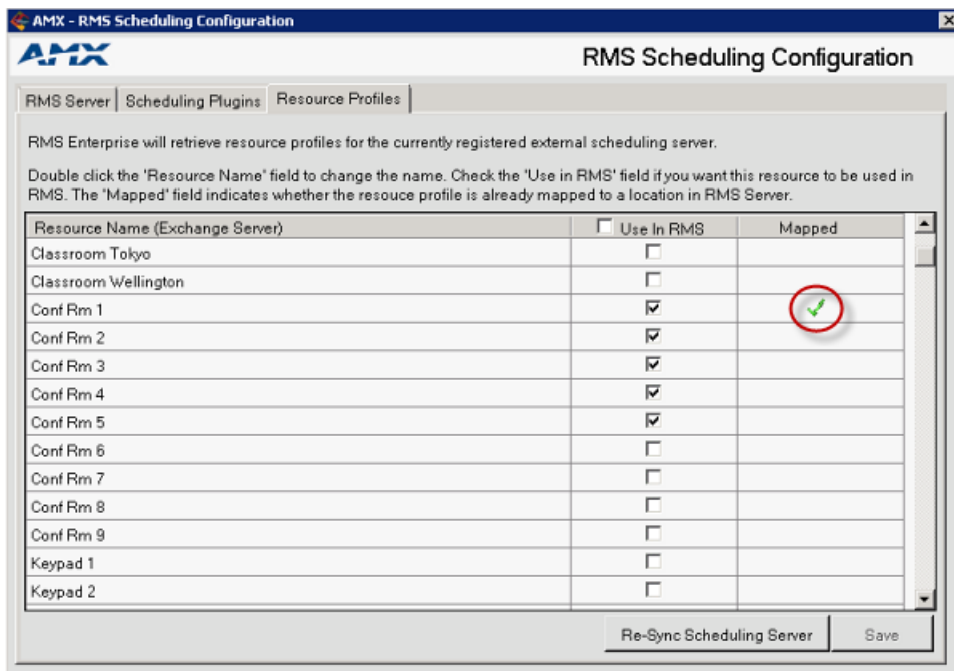 AMX - RMS Scheduling Configuration
AMX
RMS Scheduling Configuration
RMS Server
Scheduling Plugins
Resource Profiles
RMS Enterprise will retrieve resource profiles for the currently registered external scheduling server.
Double click the 'Resource Name' field to change the name. Check the 'Use in RMS' field if you want this resource to be used in
RMS. The 'Mapped' field indicates whether the resouce profile is already mapped to a location in RMS Server.
Resource Name (Exchange Server) Use In RMS Mapped
Classroom Tokyo
Classroom Wellington
Conf Rm 1
Conf Rm 2
Conf Rm 3
Conf Rm 4
Conf Rm 5
Conf Rm 6
Conf Rm 7
Conf Rm 8
Conf Rm 9
Keypad 1
Keypad 2
Re-Sync Scheduling Server
Save